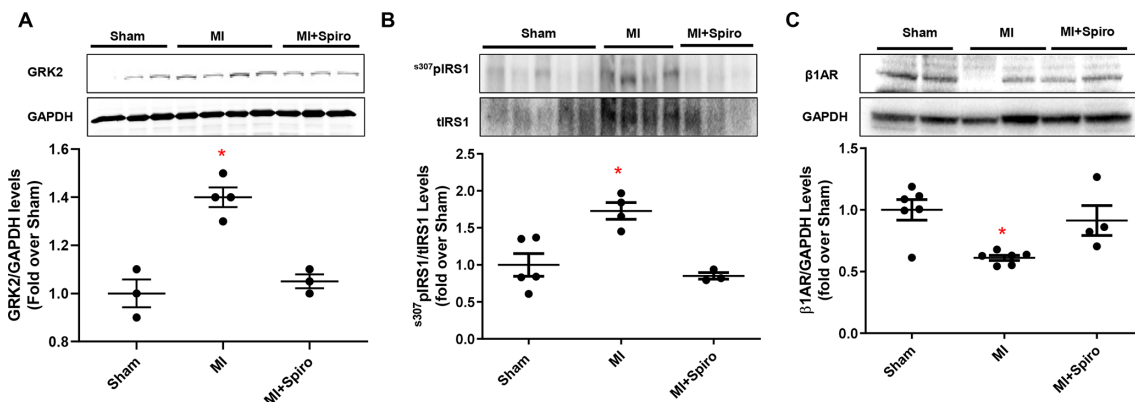 A
Sham MI MI+Spiro
GRK2
GAPDH
GRK2/GAPDH levels
(Fold over Sham)
1.6
1.4
1.2
1.0
0.8
*
Sham
MI
MI+Spiro
B
Sham MI MI+Spiro
s307pIRS1
tIRS1
s307pIRS1/tIRS1 Levels
(fold over Sham)
2.5
2.0
1.5
1.0
0.5
0.0
*
Sham
MI
MI+Spiro
C
Sham MI MI+Spiro
β1AR
GAPDH
β1AR/GAPDH Levels
(fold over Sham)
1.5
1.0
0.5
0.0
*
Sham
MI
MI+Spiro